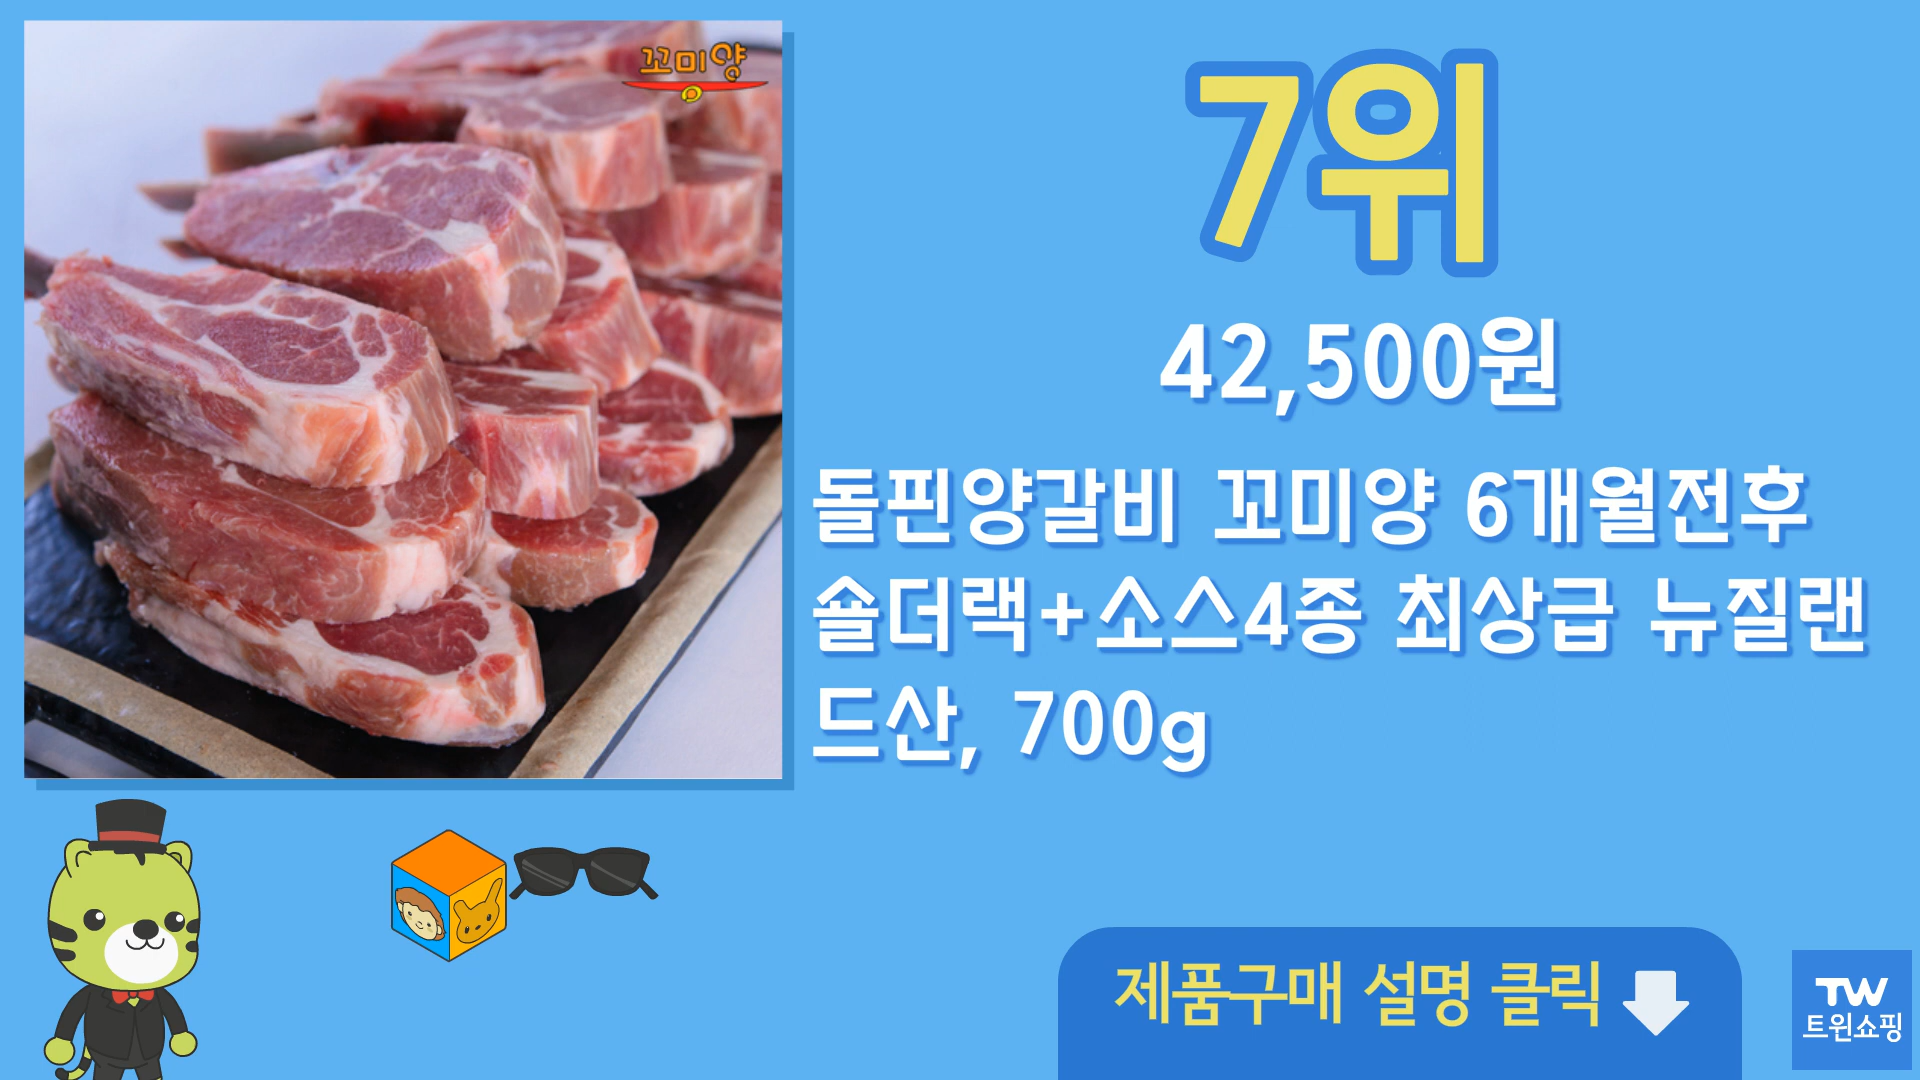 꼬미양
7위
42,500원
돌핀양갈비 꼬미양 6개월전후
숄더랙+소스4종 최상급 뉴질랜
드산, 700g
제품구매 설명 클릭
TW
트윈쇼핑